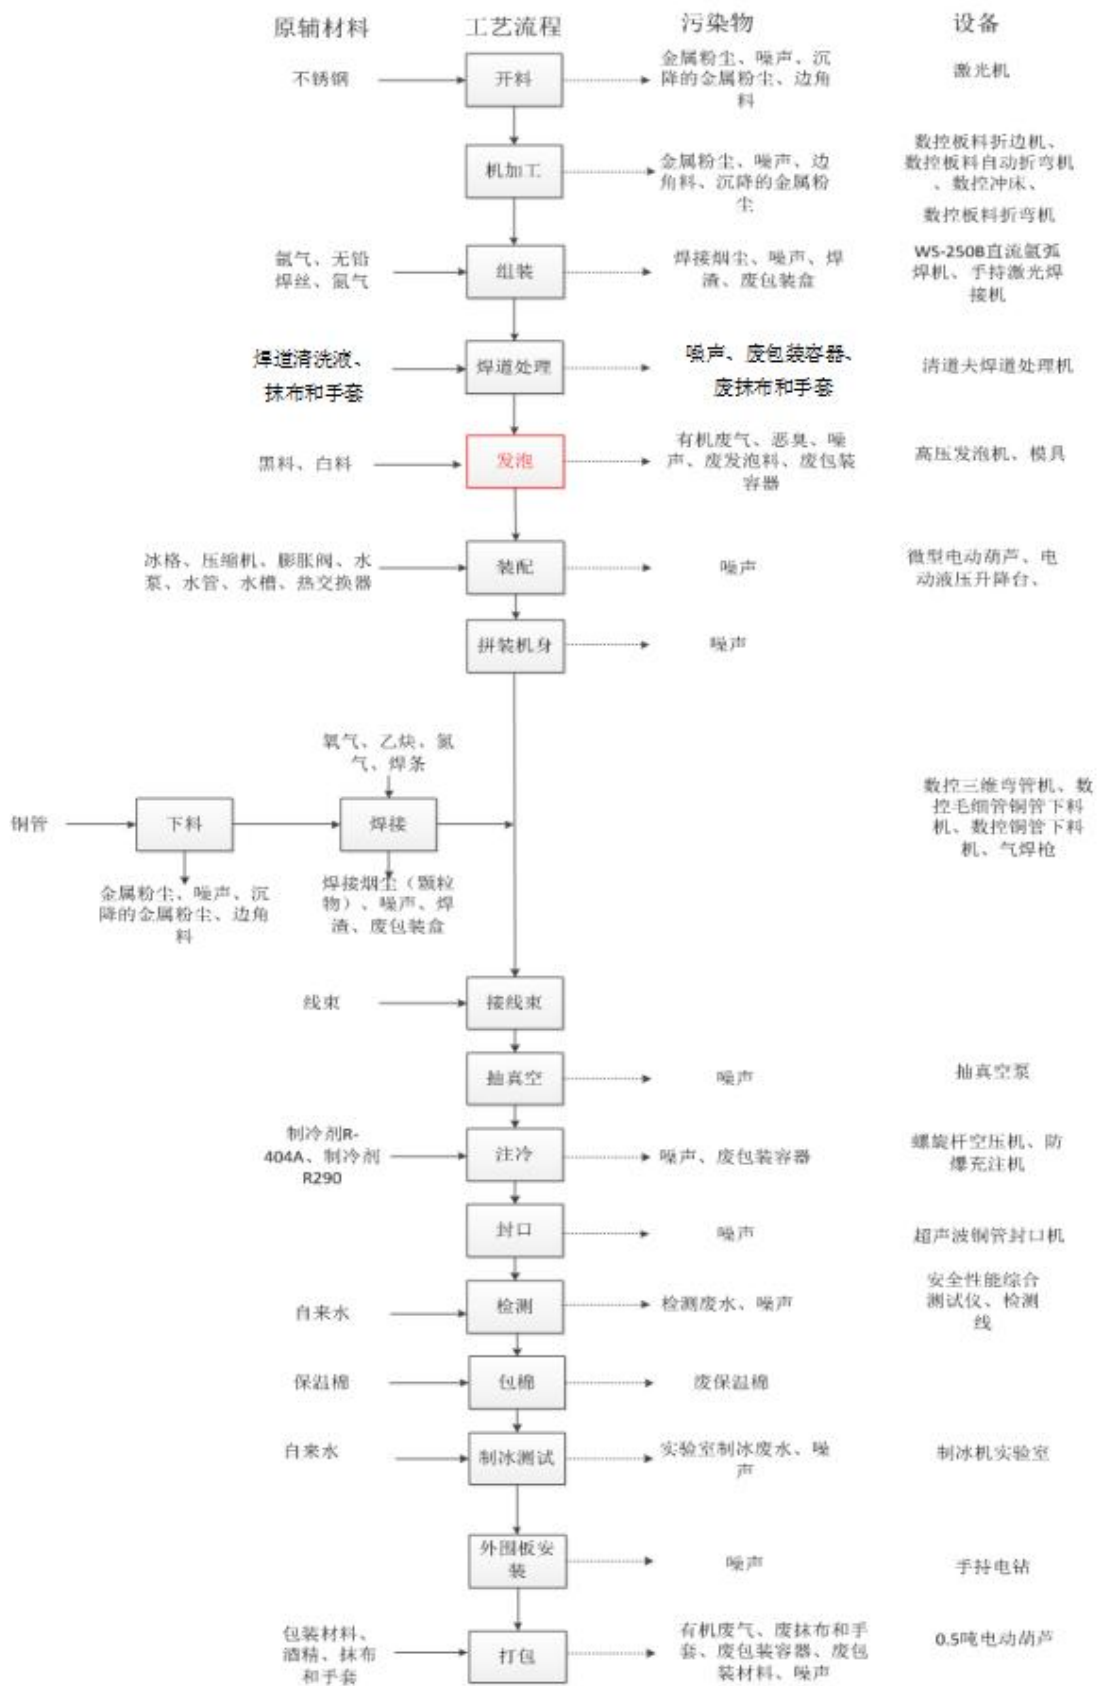 原辅材料
工艺流程
污染物
设备
不锈钢
开料
金属粉尘、噪声、沉
降的金属粉尘、边角
料
激光机
机加工
金属粉尘、噪声、边
角料、沉降的金属粉
尘
数控板料折边机、
数控板料自动折弯机
、数控冲床、
数控板料折弯机
氩气、无铅
焊丝、氮气
组装
焊接烟尘、噪声、焊
渣、废包装盒
WS-250B直流氩弧
焊机、手持激光焊
接机
焊道清洗液、
抹布和手套
焊道处理
噪声、废包装容器、
废抹布和手套
清道夫焊道处理机
黑料、白料
发泡
有机废气、恶臭、噪
声、废发泡料、废包装
容器
高压发泡机、模具
冰格、压缩机、膨胀阀、水
泵、水管、水槽、热交换器
装配
噪声
微型电动葫芦、电
动液压升降台、
拼装机身
噪声
氧气、乙炔、氮
气、焊条
铜管
下料
焊接
数控三维弯管机、数
控毛细管铜管下料
机、数控铜管下料
机、气焊枪
金属粉尘、噪声、沉
降的金属粉尘、边角
料
焊接烟尘（颗粒
物）、噪声、焊
渣、废包装盒
线束
接线束
抽真空
噪声
抽真空泵
制冷剂R-
404A、制冷剂
R290
注冷
噪声、废包装容器
螺旋杆空压机、防
爆充注机
封口
噪声
超声波铜管封口机
自来水
检测
检测废水、噪声
安全性能综合
测试仪、检测
线
保温棉
包棉
废保温棉
自来水
制冰测试
实验室制冰废水、噪
声
制冰机实验室
外围板安
装
噪声
手持电钻
包装材料、
酒精、抹布
和手套
打包
有机废气、废抹布和手
套、废包装容器、废包
装材料、噪声
0.5吨电动葫芦